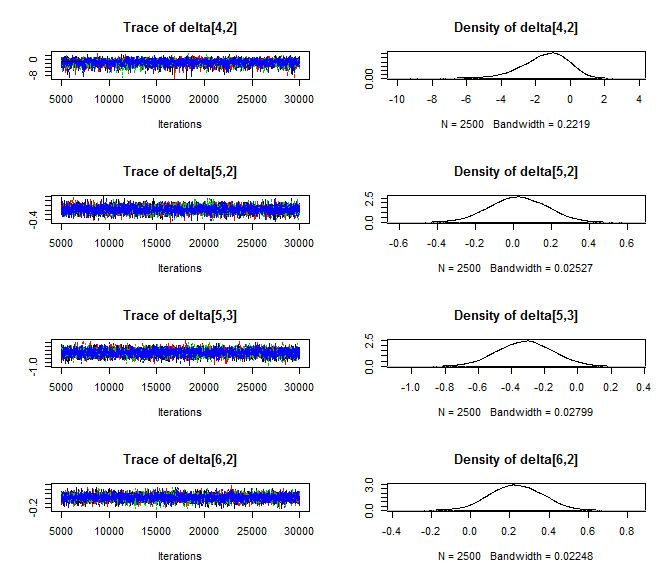 Trace of delta[4,2]
Density of delta[4,2]
0
-8
0.00
5000 10000 15000 20000 25000 30000
-10 -8 -6 -4 -2 0 2 4
Iterations
N = 2500 Bandwidth = 0.2219
Trace of delta[5,2]
Density of delta[5,2]
-0.4
2.5
0.0
5000 10000 15000 20000 25000 30000
-0.6 -0.4 -0.2 0.0 0.2 0.4 0.6
Iterations
N = 2500 Bandwidth = 0.02527
Trace of delta[5,3]
Density of delta[5,3]
-1.0
2.5
0.0
5000 10000 15000 20000 25000 30000
-1.0 -0.8 -0.6 -0.4 -0.2 0.0 0.2 0.4
Iterations
N = 2500 Bandwidth = 0.02799
Trace of delta[6,2]
Density of delta[6,2]
-0.2
3.0
0.0
5000 10000 15000 20000 25000 30000
-0.4 -0.2 0.0 0.2 0.4 0.6 0.8
Iterations
N = 2500 Bandwidth = 0.02248